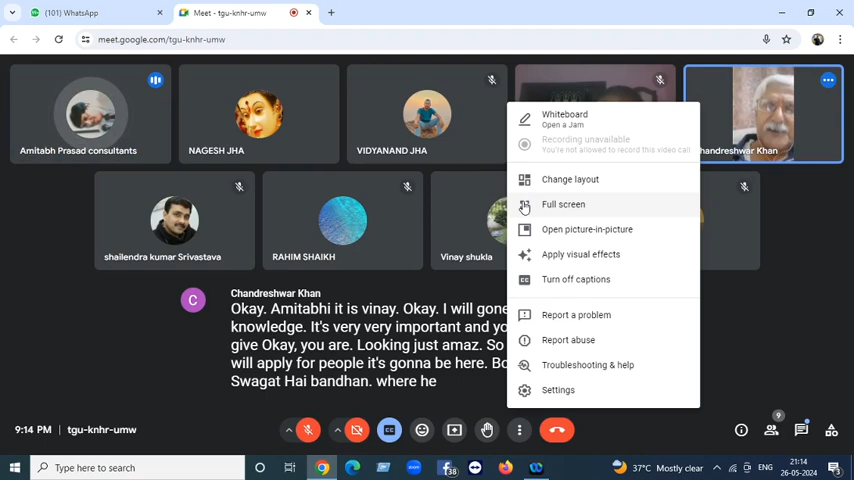 (101) WhatsApp
Meet - tgu-knhr-umw
meet.google.com/tgu-knhr-umw
Amitabh Prasad consultants
NAGESH JHA
VIDYANAND JHA
handreshwar Khan
Whiteboard
Open a Jam
Recording unavailable
You're not allowed to record this video call
Change layout
Full screen
Open picture-in-picture
Apply visual effects
Turn off captions
Report a problem
Report abuse
Troubleshooting & help
Settings
shailendra kumar Srivastava
RAHIM SHAIKH
Vinay shukla
C
Chandreshwar Khan
Okay. Amitabhi it is vinay. Okay. I will gone
knowledge. It's very very important and yo
give Okay, you are. Looking just amaz. So
will apply for people it's gonna be here. Bo
Swagat Hai bandhan. where he
9:14 PM
tgu-knhr-umw
CC
9
Type here to search
38
37°C Mostly clear
ENG
21:14
26-05-2024
3